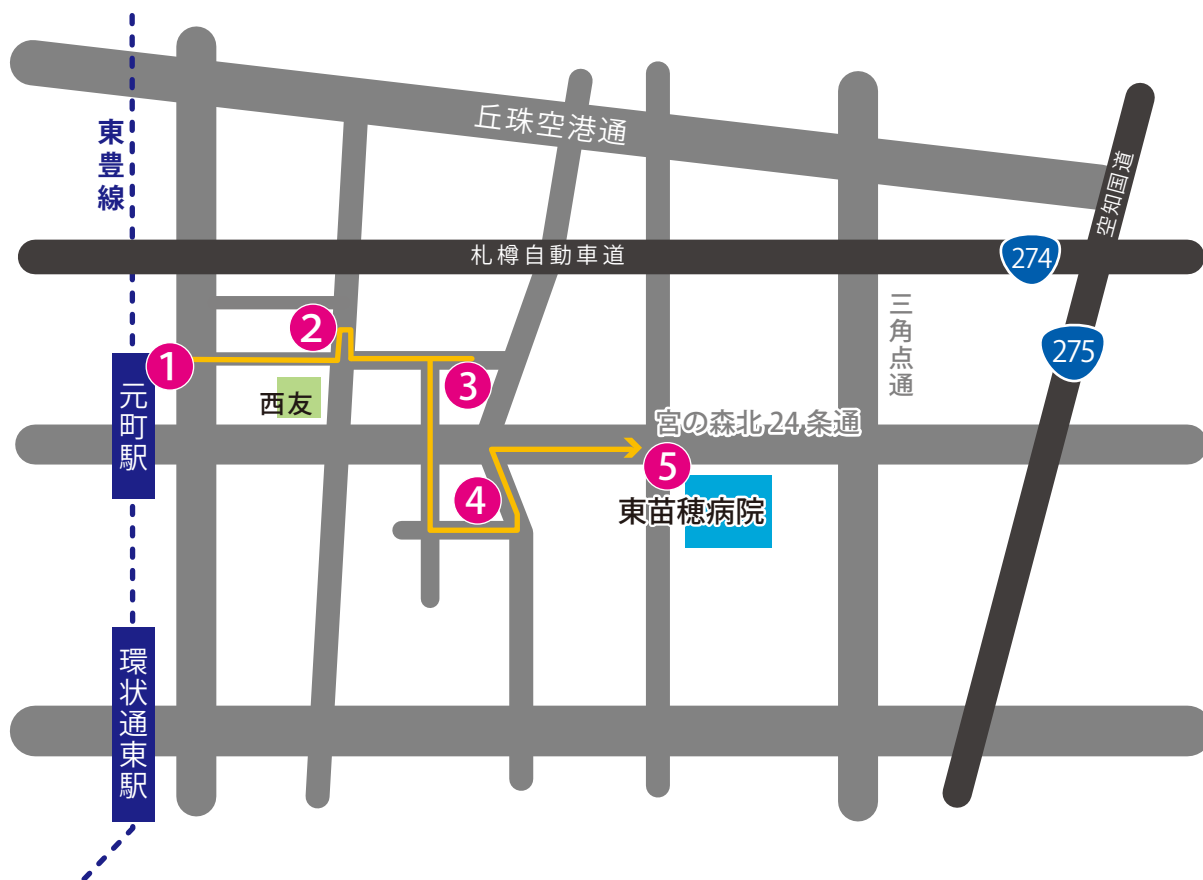 丘珠空港通
東豊線
空知国道
札樽自動車道
274
三角点通
2
275
1
元町駅
3
西友
宮の森北24条通
5
4
東苗穂病院
環状通東駅